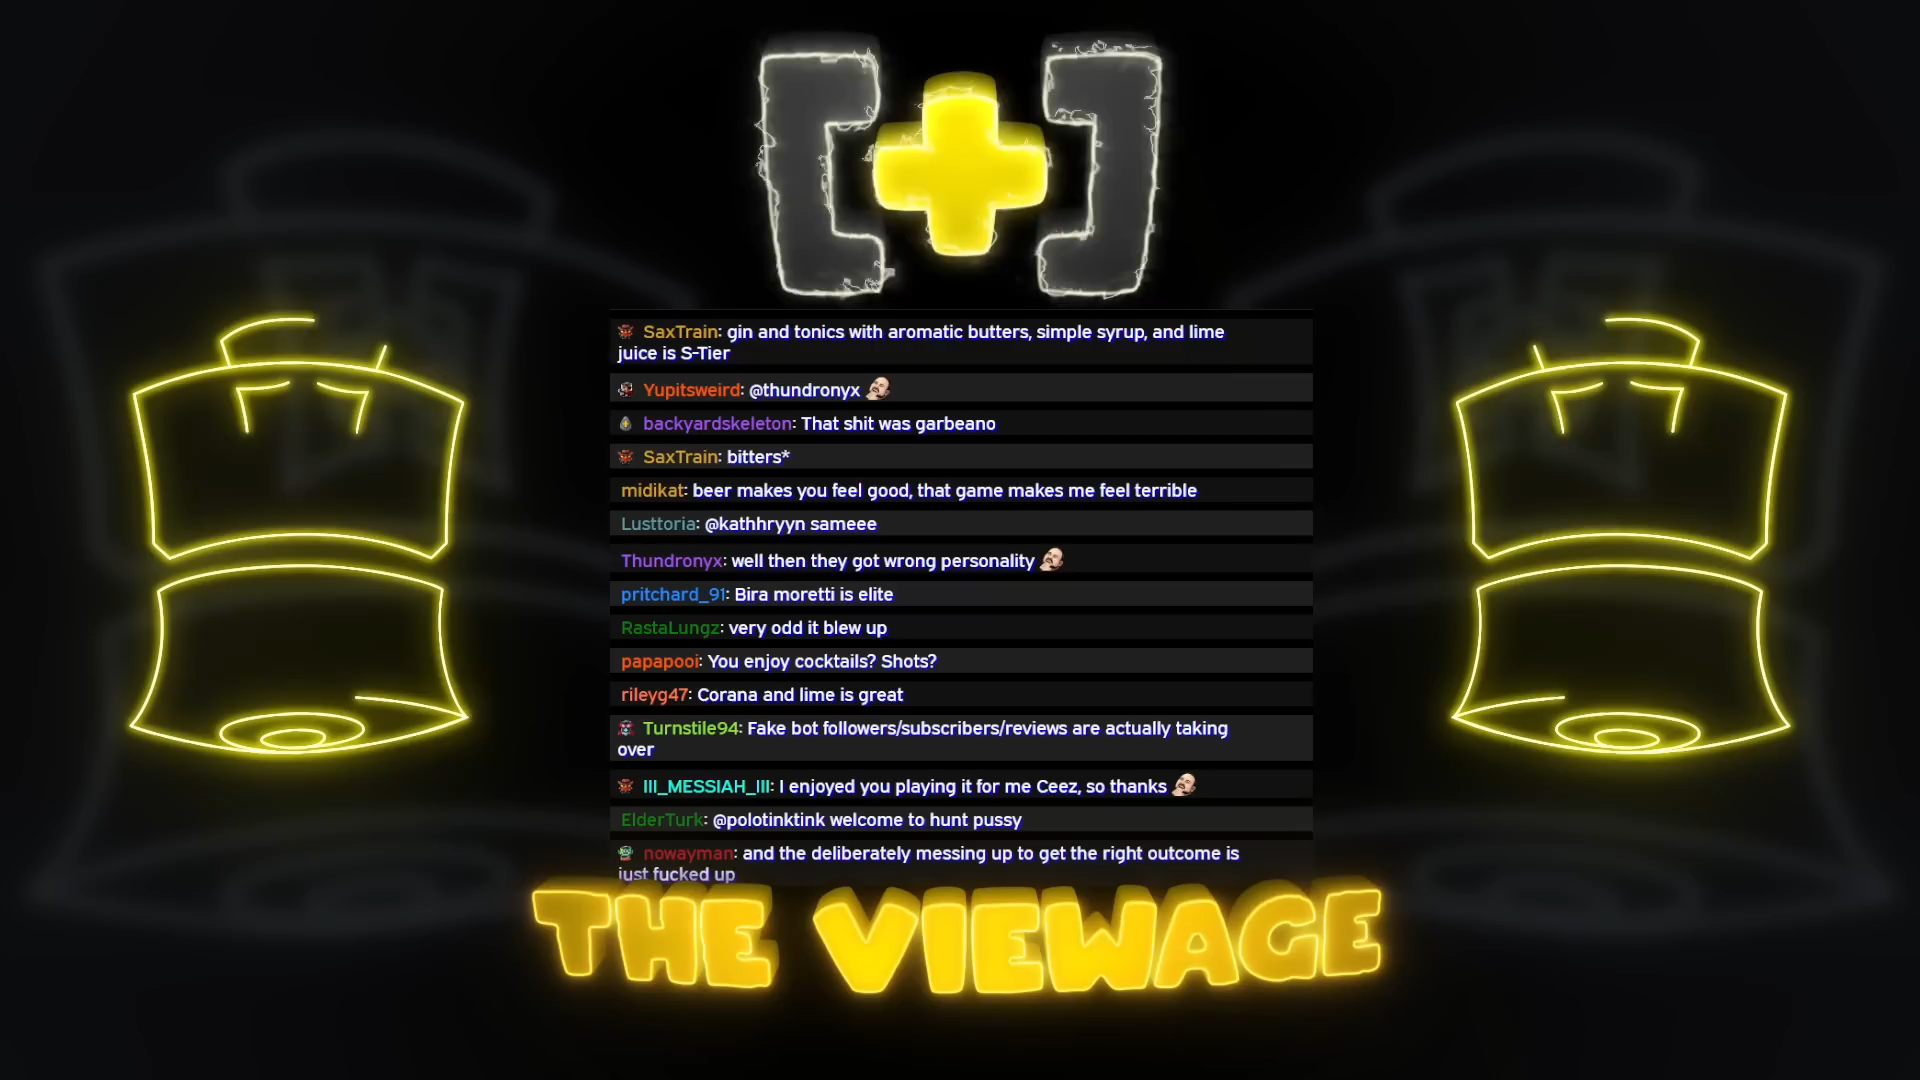 SaxTrain: gin and tonics with aromatic butters, simple syrup, and lime
juice is S-Tier
Yupitsweird: @thundronyx
backyardskeleton: That shit was garbeano
SaxTrain: bitters*
midikat: beer makes you feel good, that game makes me feel terrible
Lusttoria: @kathhryyn sameee
Thundronyx: well then they got wrong personality
pritchard_91: Bira moretti is elite
RastaLungz: very odd it blew up
papapooi: You enjoy cocktails? Shots?
rileyg47: Corana and lime is great
Turnstile94: Fake bot followers/subscribers/reviews are actually taking
over
III_MESSIAH_III: I enjoyed you playing it for me Ceez, so thanks
ElderTurk: @polotinktink welcome to hunt pussy
nowayman: and the deliberately messing up to get the right outcome is
just fucked up
THE VIEWAGE